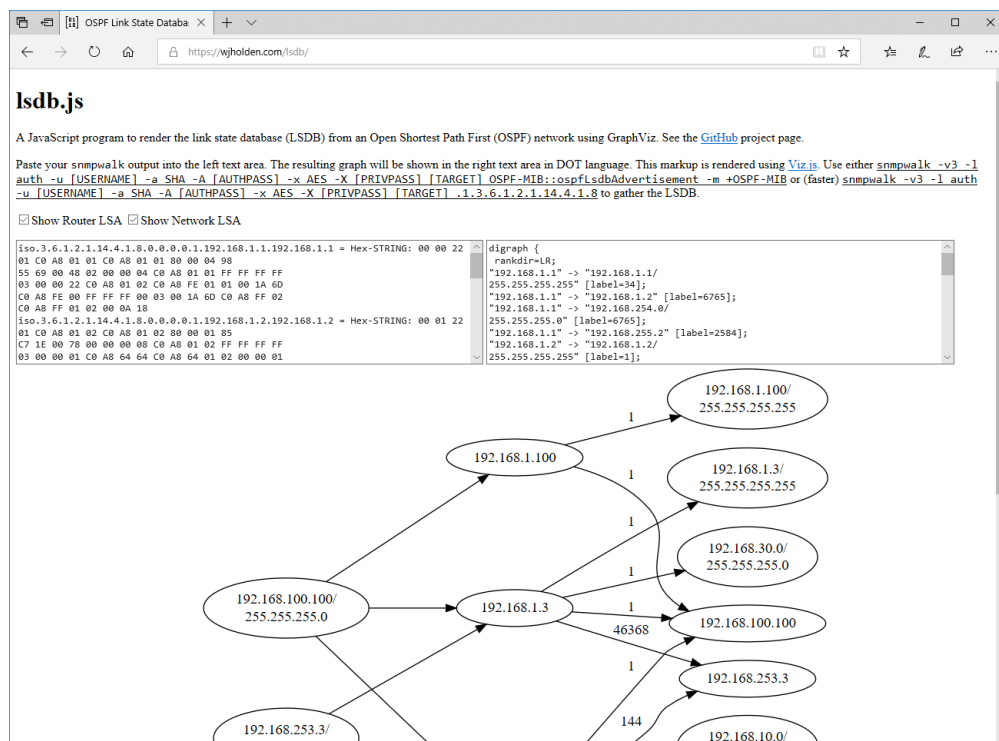 OSPF Link State Databa
https://wjholden.com/lsdb/
lsdb.js
A JavaScript program to render the link state database (LSDB) from an Open Shortest Path First (OSPF) network using GraphViz. See the GitHub project page.
Paste your snmpwalk output into the left text area. The resulting graph will be shown in the right text area in DOT language. This markup is rendered using Viz.js. Use either snmpwalk -v3 -l
auth -u [USERNAME] -a SHA -A [AUTHPASS] -x AES -X [PRIVPASS] [TARGET] OSPF-MIB::ospfLsdbAdvertisement -m +OSPF-MIB or (faster) snmpwalk -v3 -l auth
-u [USERNAME] -a SHA -A [AUTHPASS] -x AES -X [PRIVPASS] [TARGET] .1.3.6.1.2.1.14.4.1.8 to gather the LSDB.
Show Router LSA Show Network LSA
iso.3.6.1.2.1.14.4.1.8.0.0.0.0.1.192.168.1.1.192.168.1.1 = Hex-STRING: 00 00 22
01 C0 A8 01 01 C0 A8 01 01 80 00 04 98
55 69 00 48 02 00 00 04 C0 A8 01 01 FF FF FF FF
03 00 00 22 C0 A8 01 02 C0 A8 FE 01 01 00 1A 6D
C0 A8 FE 00 FF FF FF 00 03 00 1A 6D C0 A8 FF 02
C0 A8 FF 01 02 00 0A 18
iso.3.6.1.2.1.14.4.1.8.0.0.0.0.1.192.168.1.2.192.168.1.2 = Hex-STRING: 00 01 22
01 C0 A8 01 02 C0 A8 01 02 80 00 01 85
C7 1E 00 78 00 00 00 08 C0 A8 01 02 FF FF FF FF
03 00 00 01 C0 A8 64 64 C0 A8 64 01 02 00 00 01
digraph {
rankdir=LR;
"192.168.1.1" -> "192.168.1.1/
255.255.255.255" [label=34];
"192.168.1.1" -> "192.168.1.2" [label=6765];
"192.168.1.1" -> "192.168.254.0/
255.255.255.0" [label=6765];
"192.168.1.1" -> "192.168.255.2" [label=2584];
"192.168.1.2" -> "192.168.1.2/
255.255.255.255" [label=1];
192.168.1.100/
255.255.255.255
1
192.168.1.100
192.168.1.3/
255.255.255.255
1
1
192.168.30.0/
255.255.255.0
1
192.168.100.100/
255.255.255.0
192.168.1.3
1
192.168.100.100
46368
1
192.168.253.3
144
192.168.253.3/
192.168.10.0/